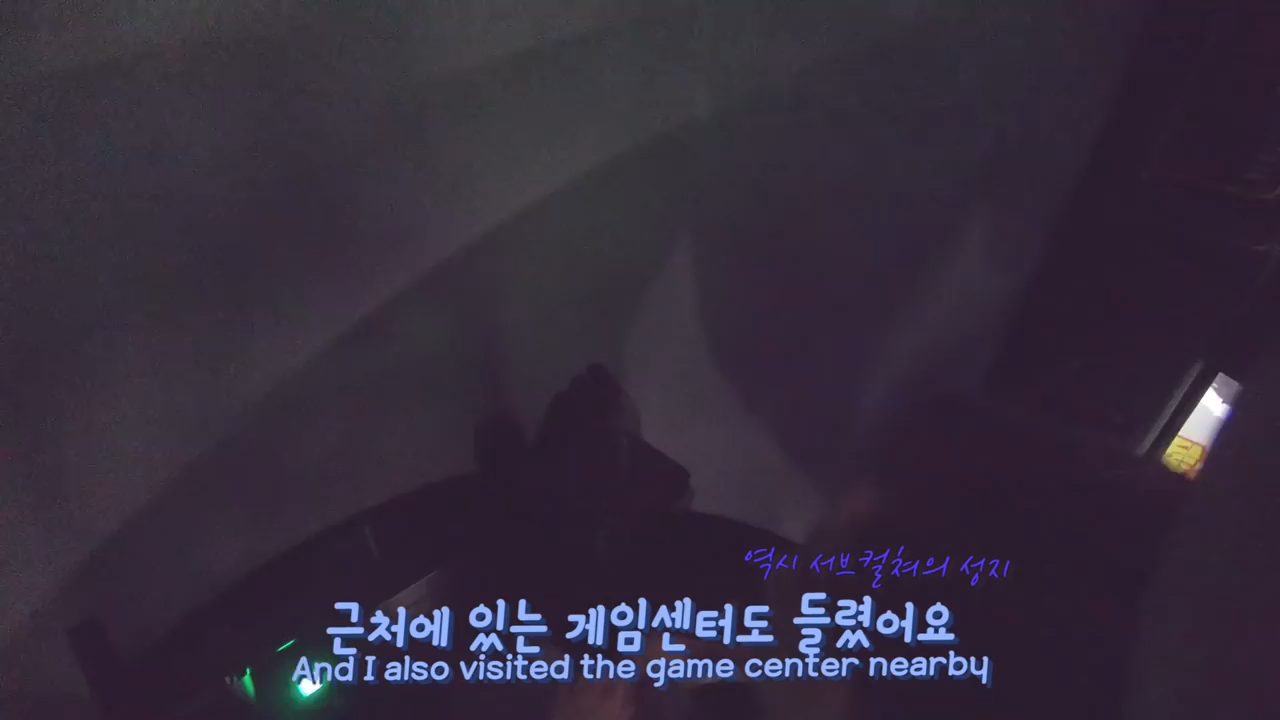 역시 서브컬쳐의 성지
근처에 있는 게임센터도 들렸어요
And I also visited the game center nearby